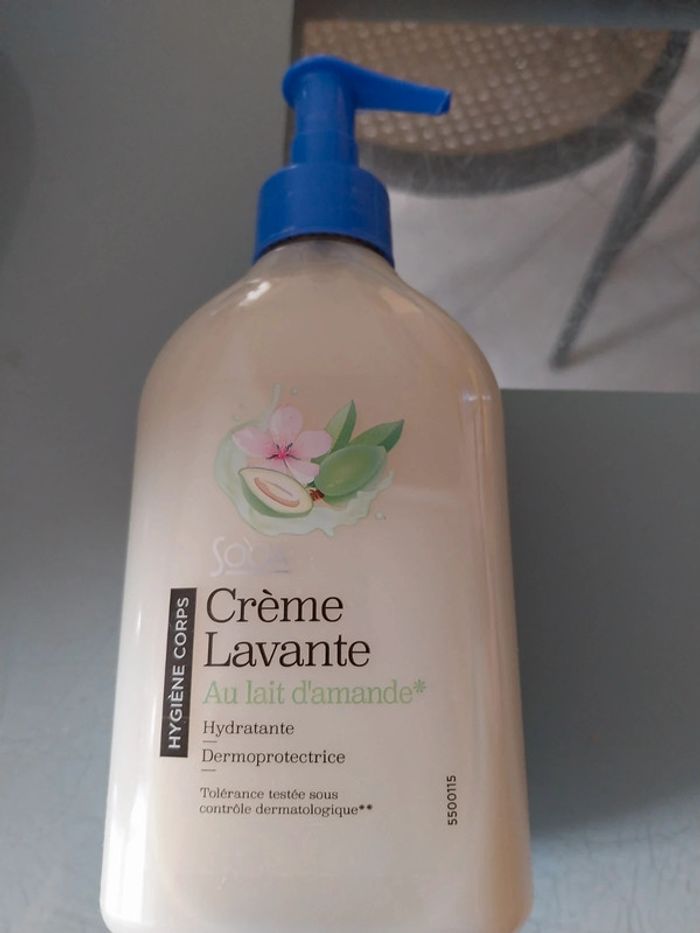 Crème
Lavante
HYGIÈNE CORPS
Au lait d'amande*
Hydratante
Dermoprotectrice
Tolérance testée sous
contrôle dermatologique**
5500115